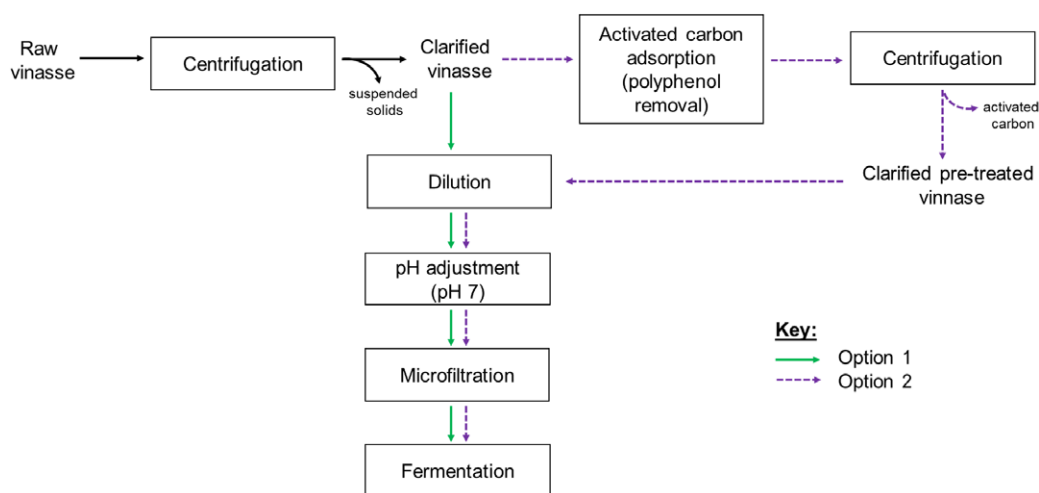 Raw
vinasse
Centrifugation
suspended
solids
Clarified
vinasse
Activated carbon
adsorption
(polyphenol
removal)
Centrifugation
activated
carbon
Clarified pre-treated
vinnase
Dilution
pH adjustment
(pH 7)
Microfiltration
Fermentation
Key:
Option 1
Option 2